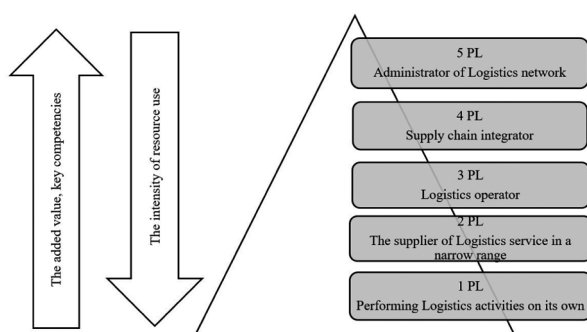 The added value, key competencies
The intensity of resource use
5 PL
Administrator of Logistics network
4 PL
Supply chain integrator
3 PL
Logistics operator
2 PL
The supplier of Logistics service in a
narrow range
1 PL
Performing Logistics activities on its own